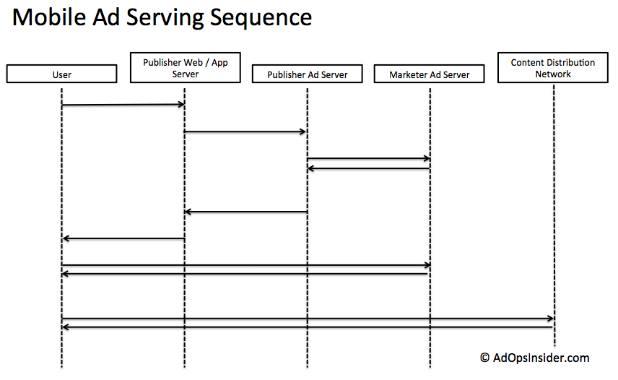 Mobile Ad Serving Sequence
User
Publisher Web / App
Server
Publisher Ad Server
Marketer Ad Server
Content Distribution
Network
© AdOpsInsider.com